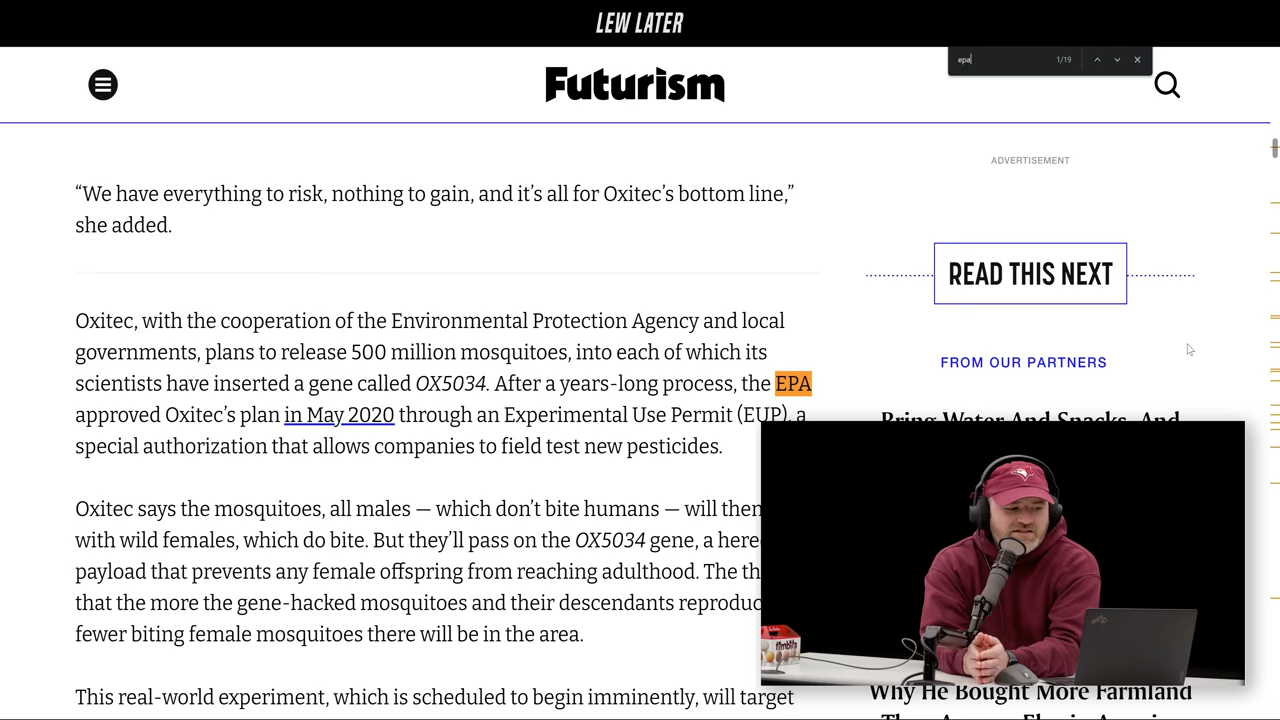 LEW LATER
epa
1/19
Futurism
ADVERTISEMENT
“We have everything to risk, nothing to gain, and it’s all for Oxitec’s bottom line,”
she added.
READ THIS NEXT
Oxitec, with the cooperation of the Environmental Protection Agency and local
governments, plans to release 500 million mosquitoes, into each of which its
scientists have inserted a gene called OX5034. After a years-long process, the EPA
approved Oxitec’s plan in May 2020 through an Experimental Use Permit (EUP), a
special authorization that allows companies to field test new pesticides.
FROM OUR PARTNERS
Bring Water And Snacks, And
Oxitec says the mosquitoes, all males — which don’t bite humans — will then
with wild females, which do bite. But they’ll pass on the OX5034 gene, a
payload that prevents any female offspring from reaching adulthood. The
that the more the gene-hacked mosquitoes and their descendants
fewer biting female mosquitoes there will be in the area.
timbits
This real-world experiment, which is scheduled to begin imminently, will target
Why He Bought More Farmland